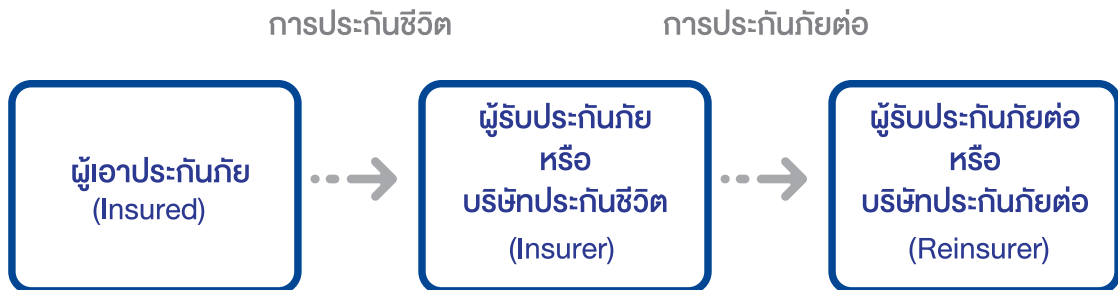 การประกันชีวิต
การประกันภัยต่อ
ผู้เอาประกันภัย
(Insured)
ผู้รับประกันภัย
หรือ
บริษัทประกันชีวิต
(Insurer)
ผู้รับประกันภัยต่อ
หรือ
บริษัทประกันภัยต่อ
(Reinsurer)